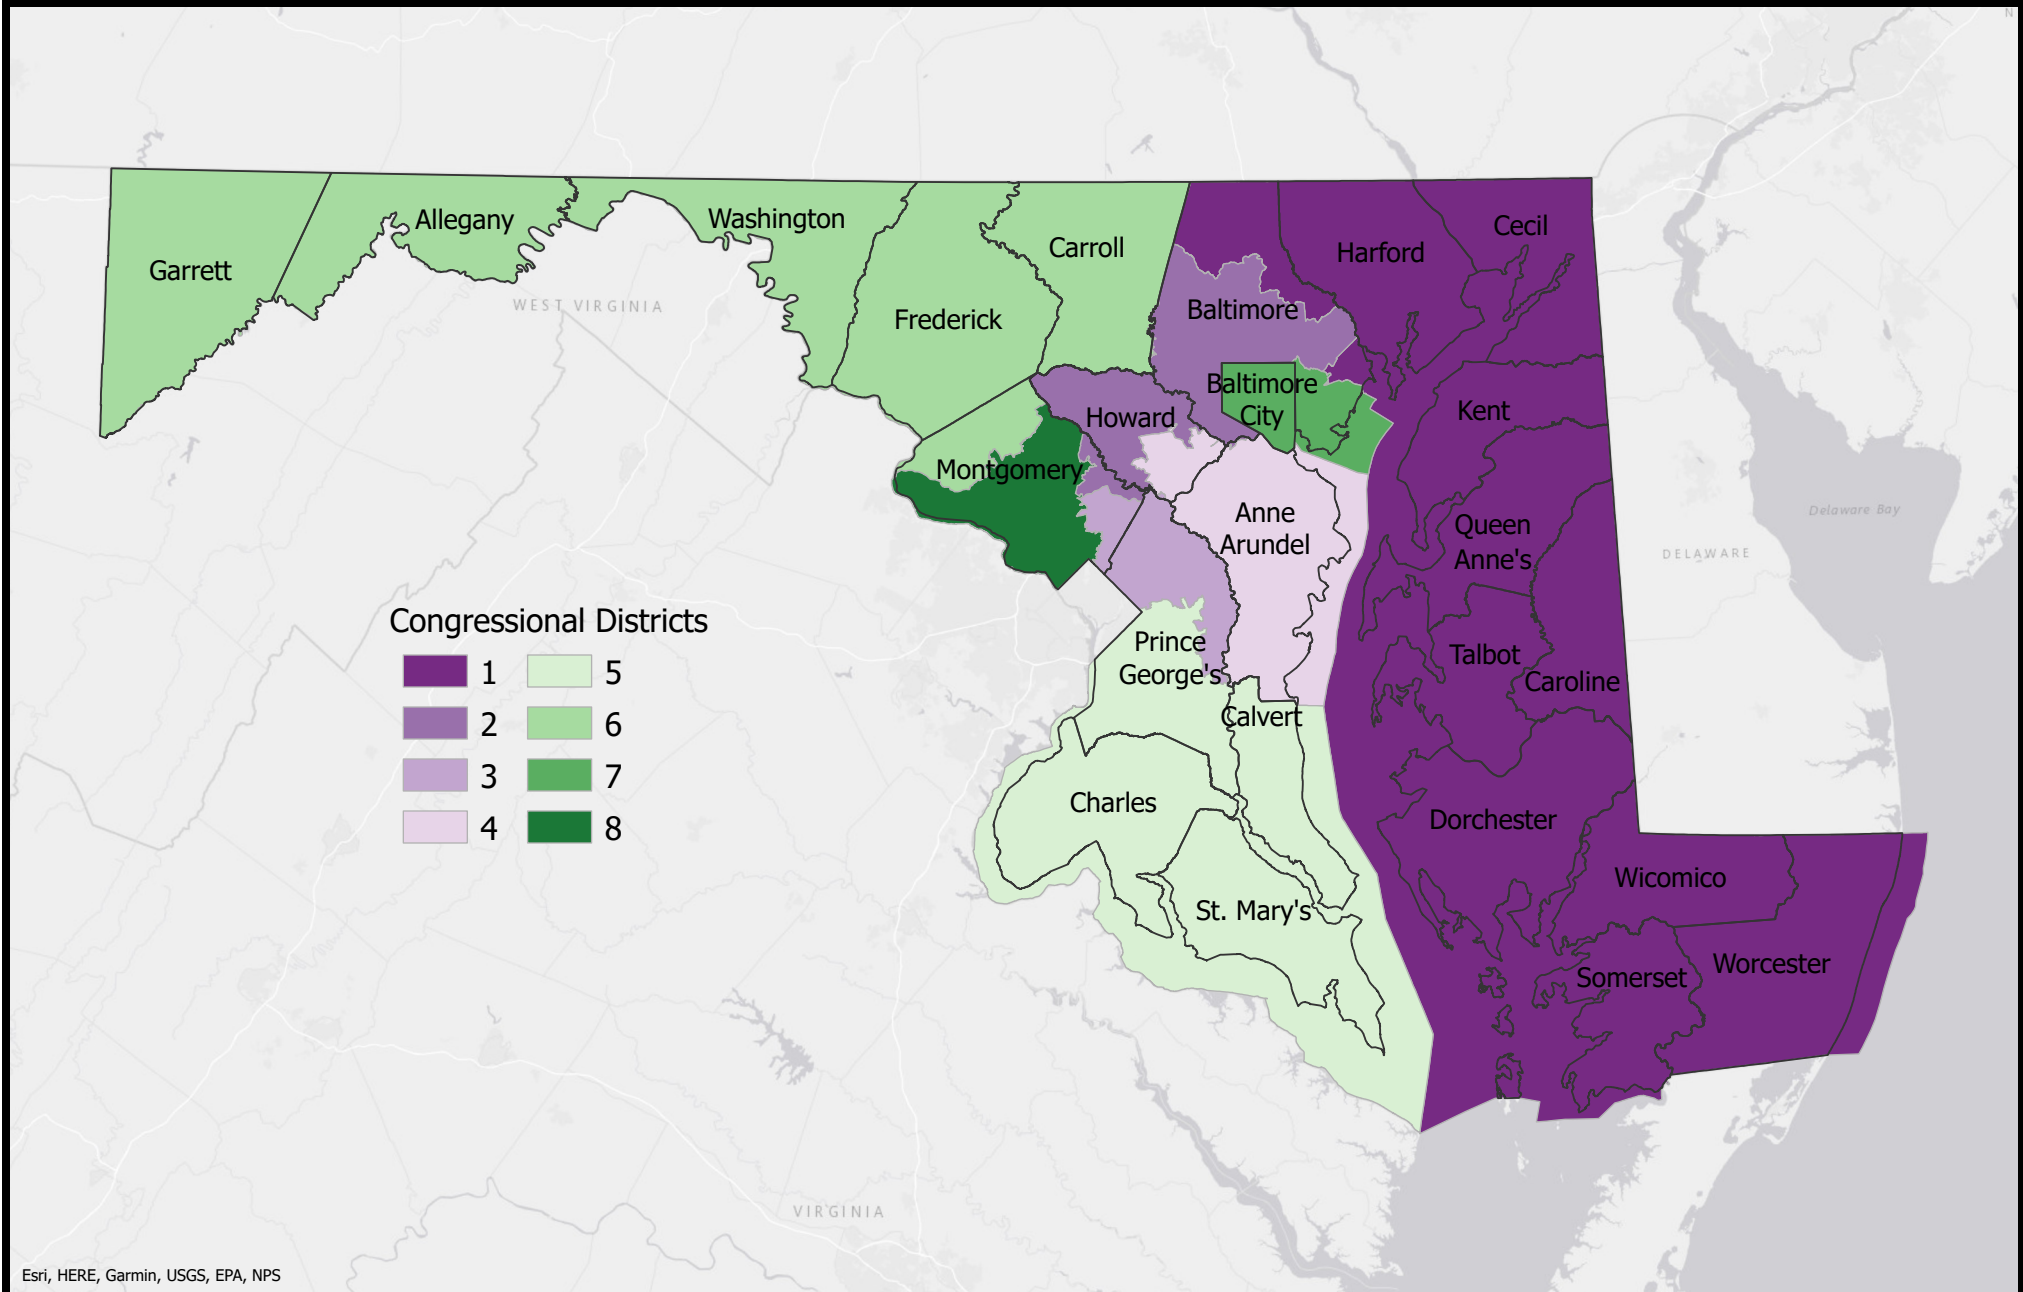 N
Allegany
Washington
Garrett
Carroll
Harford
Cecil
WEST VIRGINIA
Frederick
Baltimore
Baltimore
City
Howard
Kent
Montgomery
Anne
Arundel
Queen
Anne's
Delaware Bay
DELAWARE
Prince
George's
Talbot
Caroline
Calvert
Charles
Dorchester
Wicomico
St. Mary's
Somerset
Worcester
Congressional Districts
1 5
2 6
3 7
4 8
VIRGINIA
Esri, HERE, Garmin, USGS, EPA, NPS